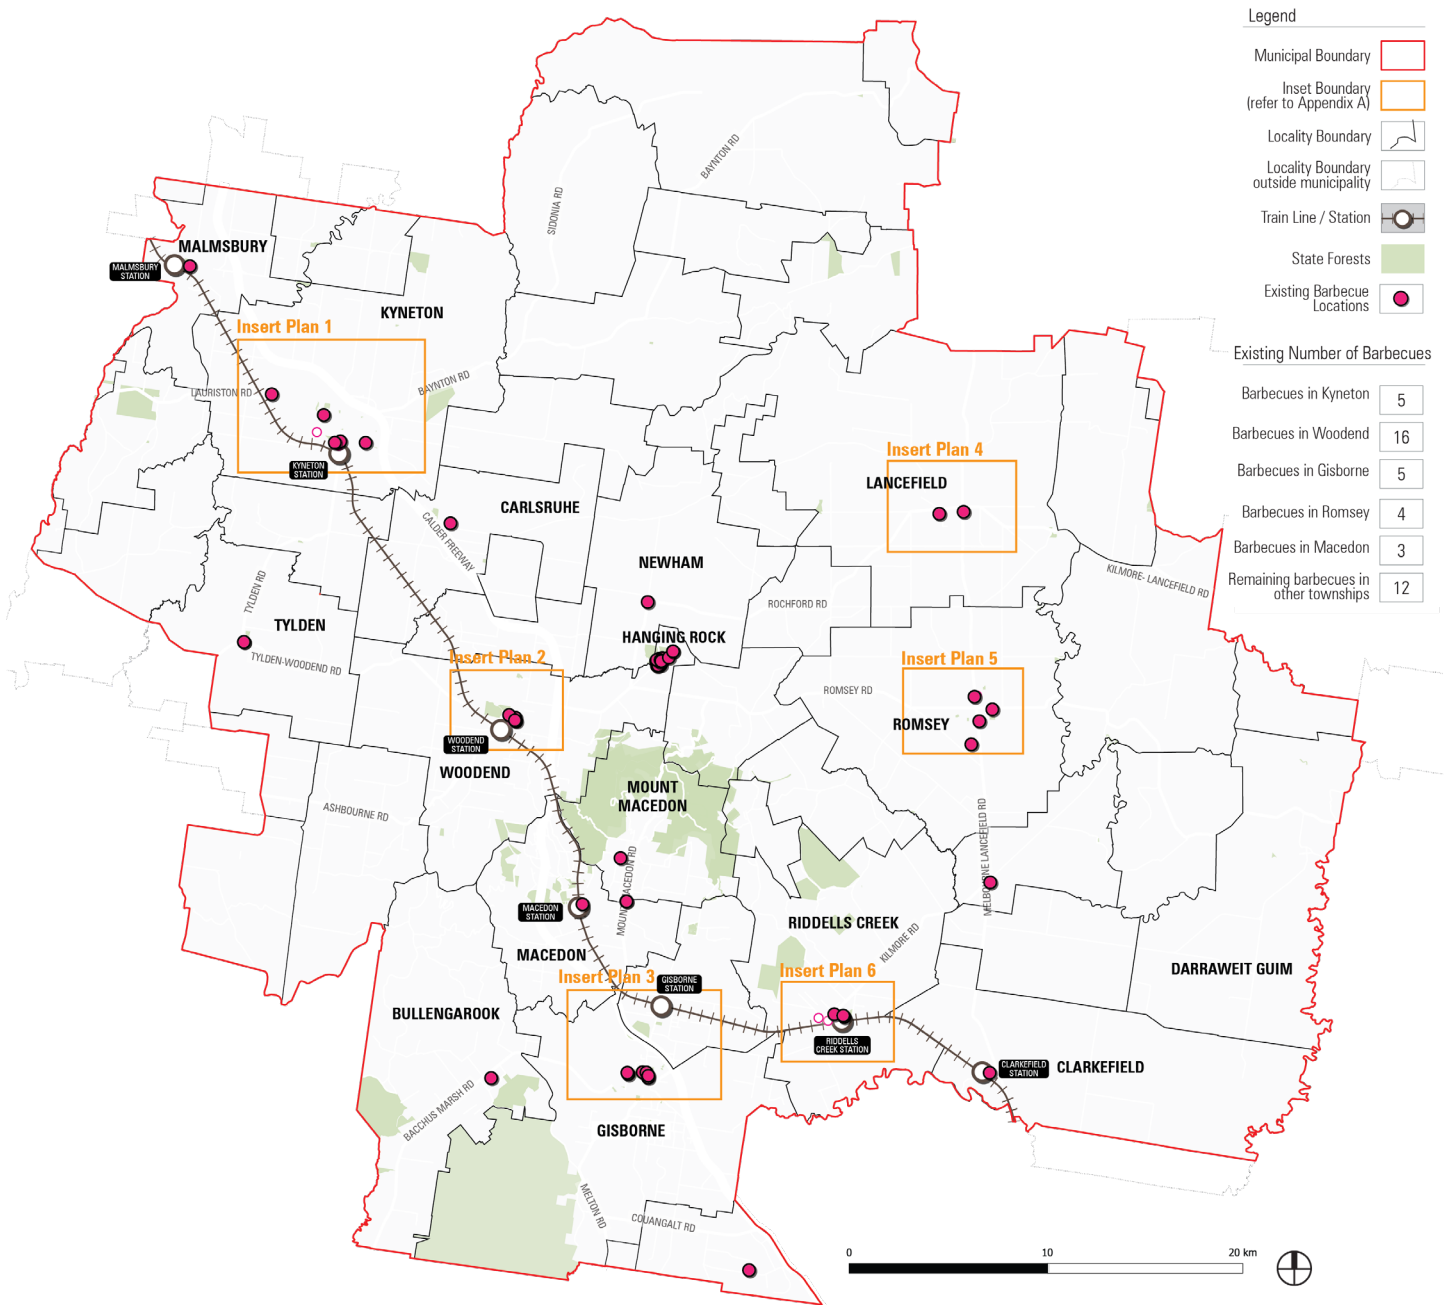 Legend
Municipal Boundary
Inset Boundary
(refer to Appendix A)
Locality Boundary
Locality Boundary
outside municipality
Train Line / Station
State Forests
Existing Barbecue
Locations
Existing Number of Barbecues
Barbecues in Kyneton 5
Barbecues in Woodend 16
Barbecues in Gisborne 5
Barbecues in Romsey 4
Barbecues in Macedon 3
Remaining barbecues in
other townships 12
BAYNTON RD
SIDONIA RD
MALMSBURY
MALMSBURY
STATION
KYNETON
Insert Plan 1
LAURISTON RD
BAYNTON RD
KYNETON
STATION
Insert Plan 4
LANCEFIELD
CARLSRUHE
CALDER FREEWAY
NEWHAM
KILMORE- LANCEFIELD RD
TYLDEN RD
ROCHFORD RD
TYLDEN
HANGING ROCK
TYLDEN-WOODEND RD
Insert Plan 2
Insert Plan 5
ROMSEY RD
ROMSEY
WOODEND
STATION
WOODEND
MOUNT
MACEDON
ASHBOURNE RD
MELBOURNE LANCEFIELD RD
MOUNT MACEDON RD
MACEDON
STATION
RIDDELLS CREEK
KILMORE RD
MACEDON
DARRAWEIT GUIM
Insert Plan 3
GISBORNE
STATION
Insert Plan 6
BULLENGAROOK
RIDDELLS
CREEK STATION
CLARKEFIELD
STATION
CLARKEFIELD
BACCHUS MARSH RD
GISBORNE
MELTON RD
COUANGALT RD
0 10 20 km